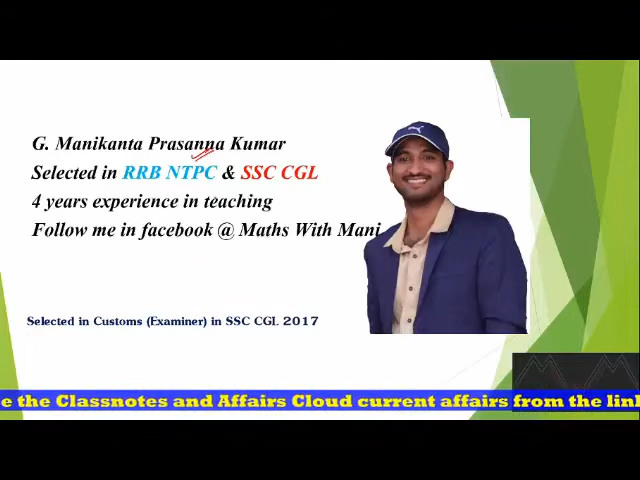 G. Manikanta Prasanna Kumar
Selected in RRB NTPC & SSC CGL
4 years experience in teaching
Follow me in facebook @ Maths With Mani
Selected in Customs (Examiner) in SSC CGL 2017
e the Classnotes and Affairs Cloud current affairs from the link